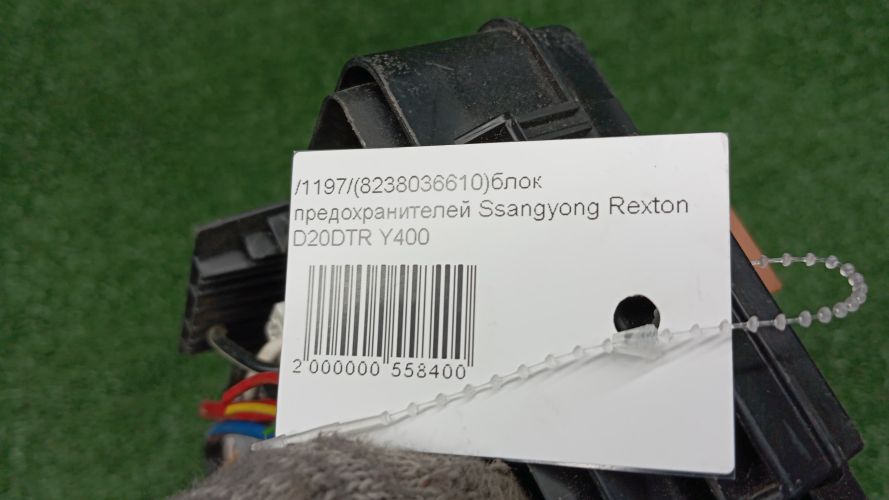 /1197/(8238036610)блок
предохранителей Ssangyong Rexton
D20DTR Y400
2 000000 558400